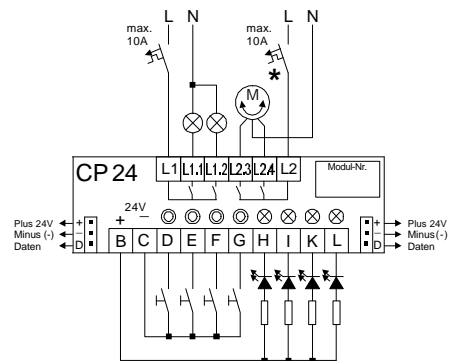 L N L N
max. 10A
max. 10A
*
M
CP 24
L1 L1.1 L1.2 L2.3 L2.4 L2
Modul-Nr.
24V
+ −
Plus 24V +
Minus (-) −
Daten D
+ Plus 24V
− Minus (-)
D Daten
B C D E F G H I K L